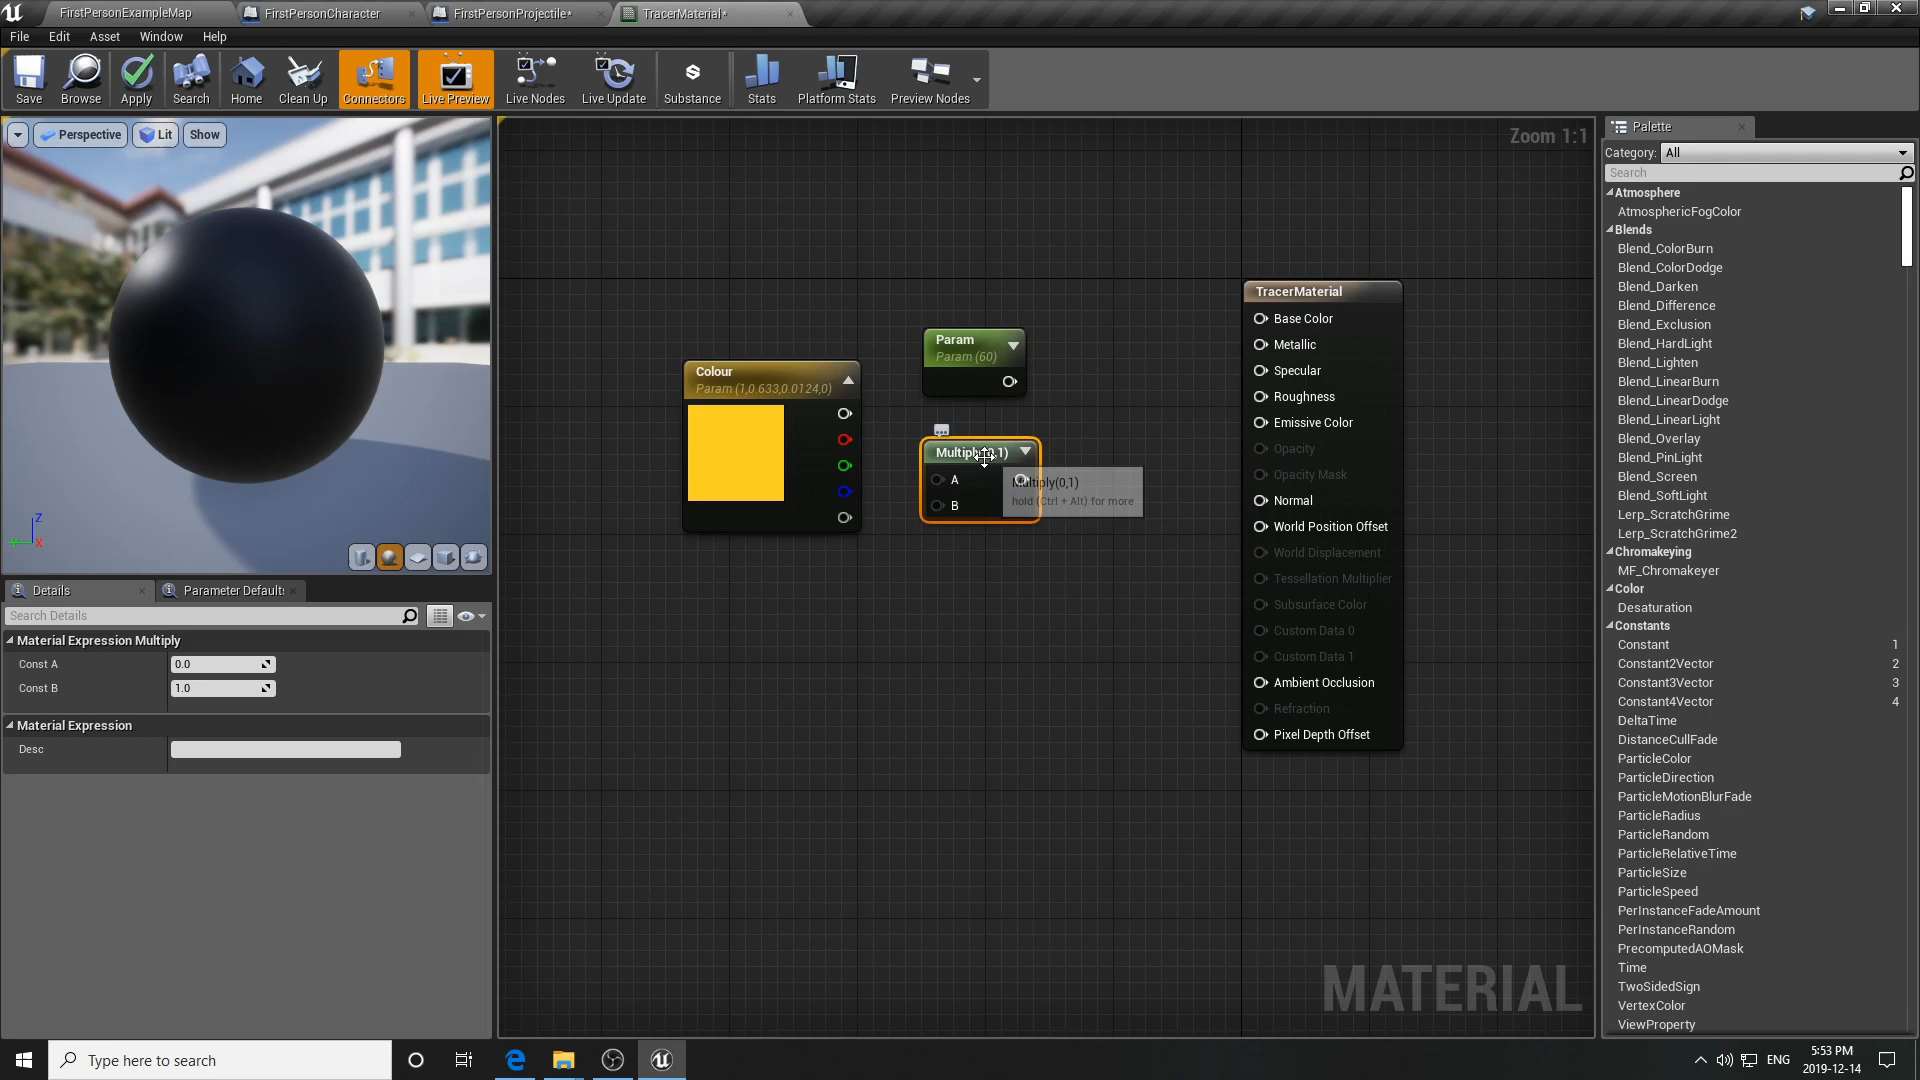 FirstPersonExampleMap
FirstPersonCharacter
FirstPersonProjectile*
TracerMaterial*
File Edit Asset Window Help
Save Browse Apply Search Home Clean Up Connectors Live Preview Live Nodes Live Update Substance Stats Platform Stats Preview Nodes
Perspective Lit Show
Z
X
Details
Parameter Defaults
Search Details
Material Expression Multiply
Const A 0.0
Const B 1.0
Material Expression
Desc
Zoom 1:1
Colour
Param (1,0.633,0.0124,0)
Param
Param (60)
A
B
Multiply(0,1)
hold (Ctrl + Alt) for more
TracerMaterial
Base Color
Metallic
Specular
Roughness
Emissive Color
Opacity
Opacity Mask
Normal
World Position Offset
World Displacement
Tessellation Multiplier
Subsurface Color
Custom Data 0
Custom Data 1
Ambient Occlusion
Refraction
Pixel Depth Offset
MATERIAL
Palette
Category: All
Search
Atmosphere
AtmosphericFogColor
Blends
Blend_ColorBurn
Blend_ColorDodge
Blend_Darken
Blend_Difference
Blend_Exclusion
Blend_HardLight
Blend_Lighten
Blend_LinearBurn
Blend_LinearDodge
Blend_LinearLight
Blend_Overlay
Blend_PinLight
Blend_Screen
Blend_SoftLight
Lerp_ScratchGrime
Lerp_ScratchGrime2
Chromakeying
MF_Chromakeyer
Color
Desaturation
Constants
Constant 1
Constant2Vector 2
Constant3Vector 3
Constant4Vector 4
DeltaTime
DistanceCullFade
ParticleColor
ParticleDirection
ParticleMotionBlurFade
ParticleRadius
ParticleRandom
ParticleRelativeTime
ParticleSize
ParticleSpeed
PerInstanceFadeAmount
PerInstanceRandom
PrecomputedAOMask
Time
TwoSidedSign
VertexColor
ViewProperty
Type here to search
ENG
5:53 PM
2019-12-14